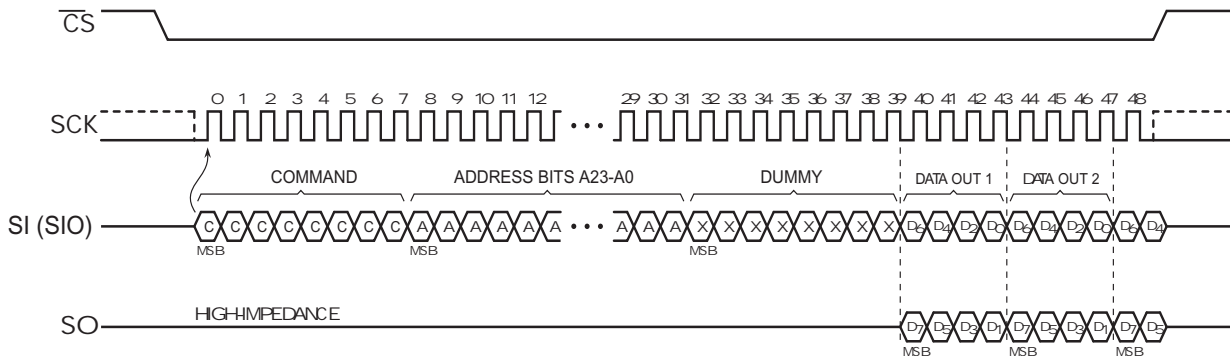 CS
0 1 2 3 4 5 6 7 8 9 10 11 12 29 30 31 32 33 34 35 36 37 38 39 40 41 42 43 44 45 46 47 48
SCK • • •
COMMAND ADDRESS BITS A23-A0 DUMMY DATA OUT 1 DATA OUT 2
SI (SIO) C C C C C C C C A A A A A A • • • A A A X X X X X X X X D6 D4 D2 D0 D6 D4 D2 D0 D6 D4
MSB MSB MSB
HIGH-IMPEDANCE
SO D7 D5 D3 D1 D7 D5 D3 D1 D7 D5
MSB MSB MSB